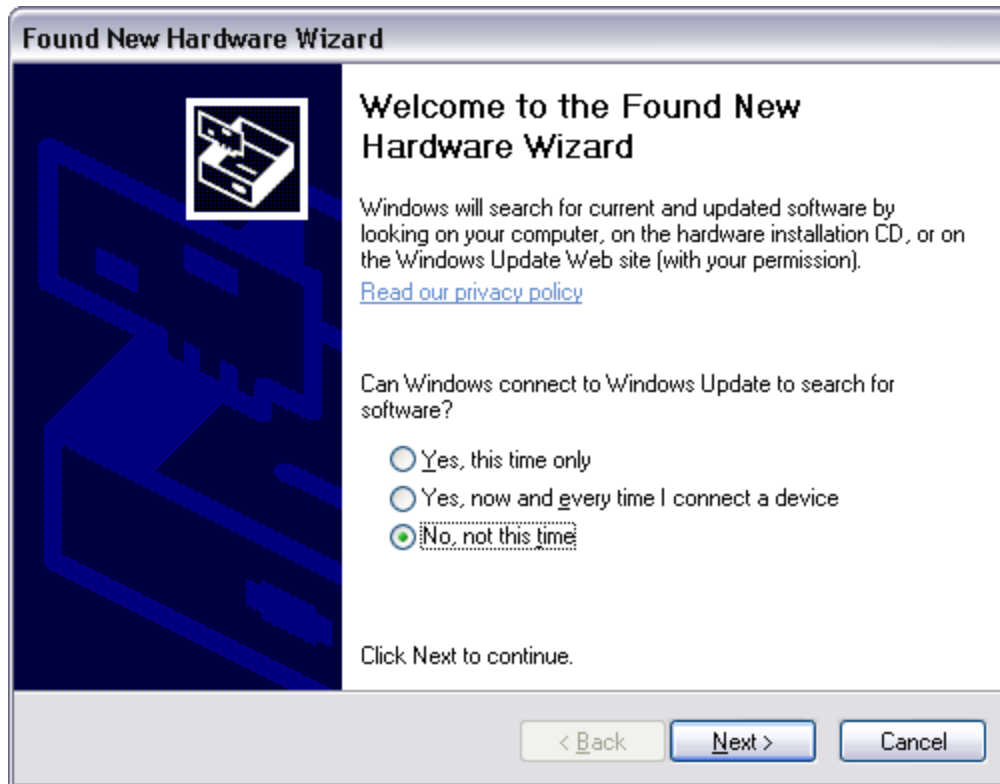 Found New Hardware Wizard
Welcome to the Found New
Hardware Wizard
Windows will search for current and updated software by
looking on your computer, on the hardware installation CD, or on
the Windows Update Web site (with your permission).
Read our privacy policy
Can Windows connect to Windows Update to search for
software?
Yes, this time only
Yes, now and every time I connect a device
No, not this time
Click Next to continue.
< Back
Next >
Cancel